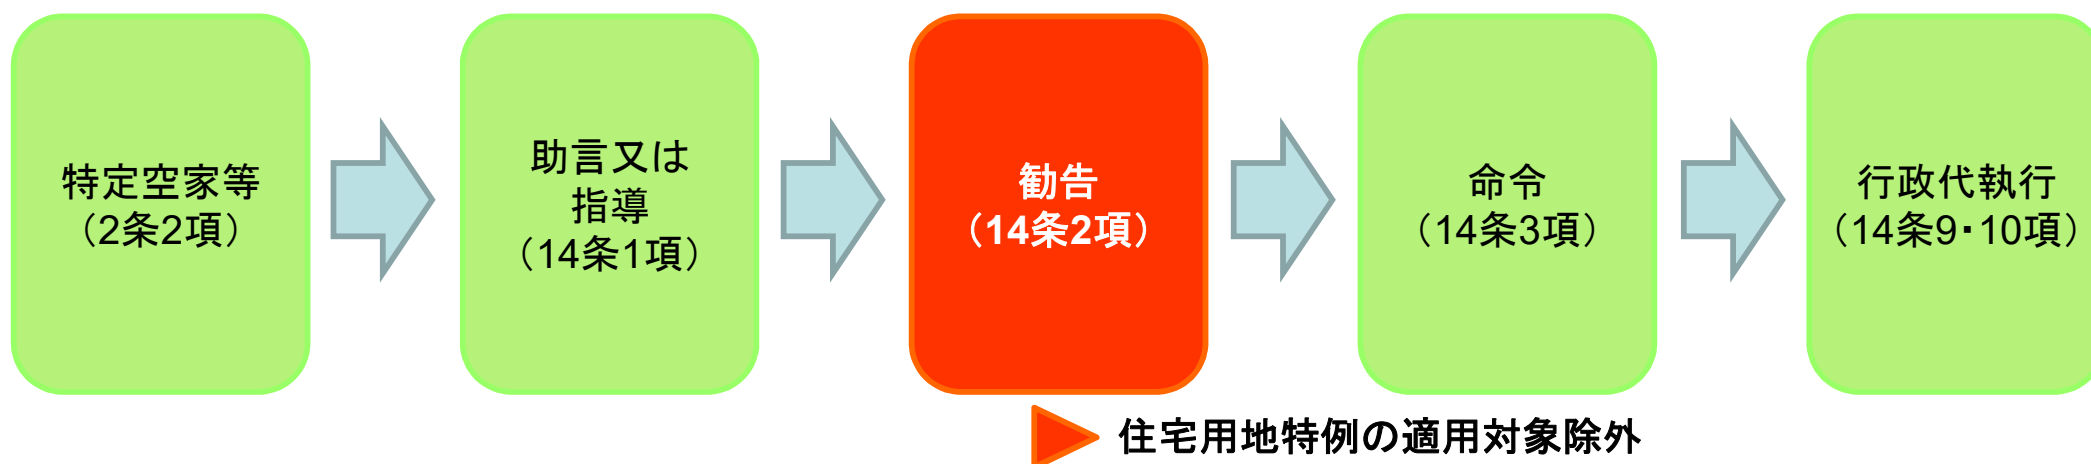 特定空家等
（2条2項）
助言又は
指導
（14条1項）
勧告
（14条2項）
命令
（14条3項）
行政代執行
（14条9・10項）
住宅用地特例の適用対象除外